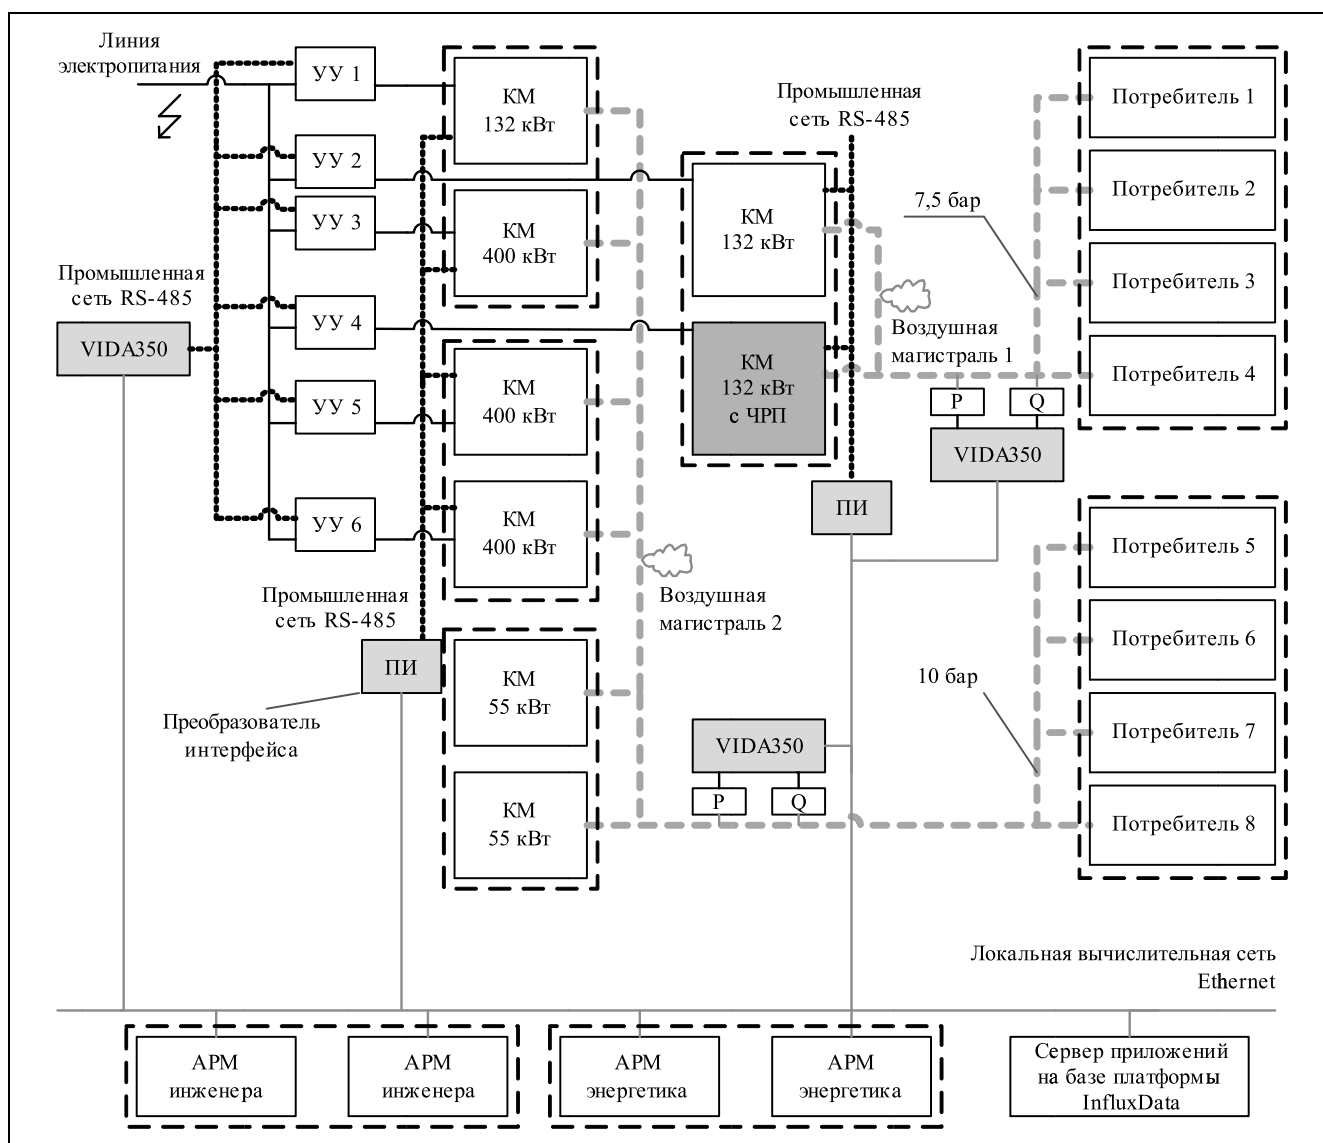 Линия
электропитания
УУ 1
УУ 2
УУ 3
УУ 4
УУ 5
УУ 6
Промышленная
сеть RS-485
VIDA350
КМ
132 кВт
КМ
400 кВт
КМ
400 кВт
КМ
400 кВт
Промышленная
сеть RS-485
ПИ
Преобразователь
интерфейса
КМ
55 кВт
КМ
55 кВт
Промышленная
сеть RS-485
КМ
132 кВт
КМ
132 кВт
с ЧРП
Воздушная
магистраль 1
7,5 бар
P
Q
VIDA350
ПИ
Воздушная
магистраль 2
VIDA350
P
Q
10 бар
Потребитель 1
Потребитель 2
Потребитель 3
Потребитель 4
Потребитель 5
Потребитель 6
Потребитель 7
Потребитель 8
Локальная вычислительная сеть
Ethernet
АРМ
инженера
АРМ
инженера
АРМ
энергетика
АРМ
энергетика
Сервер приложений
на базе платформы
InfluxData